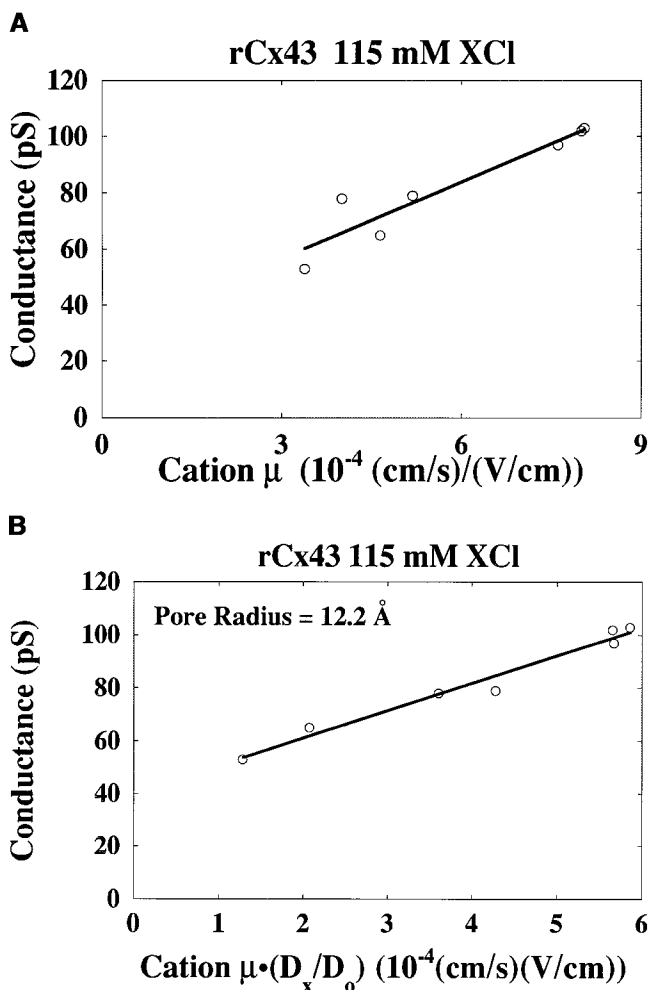 A
rCx43 115 mM XCl
Conductance (pS)
120
100
80
60
40
20
0
0 3 6 9
Cation μ (10⁻⁴ (cm/s)/(V/cm))
B
rCx43 115 mM XCl
Pore Radius = 12.2 Å
Conductance (pS)
120
100
80
60
40
20
0
0 1 2 3 4 5 6
Cation μ•(Dₓ/Dₒ) (10⁻⁴(cm/s)(V/cm))